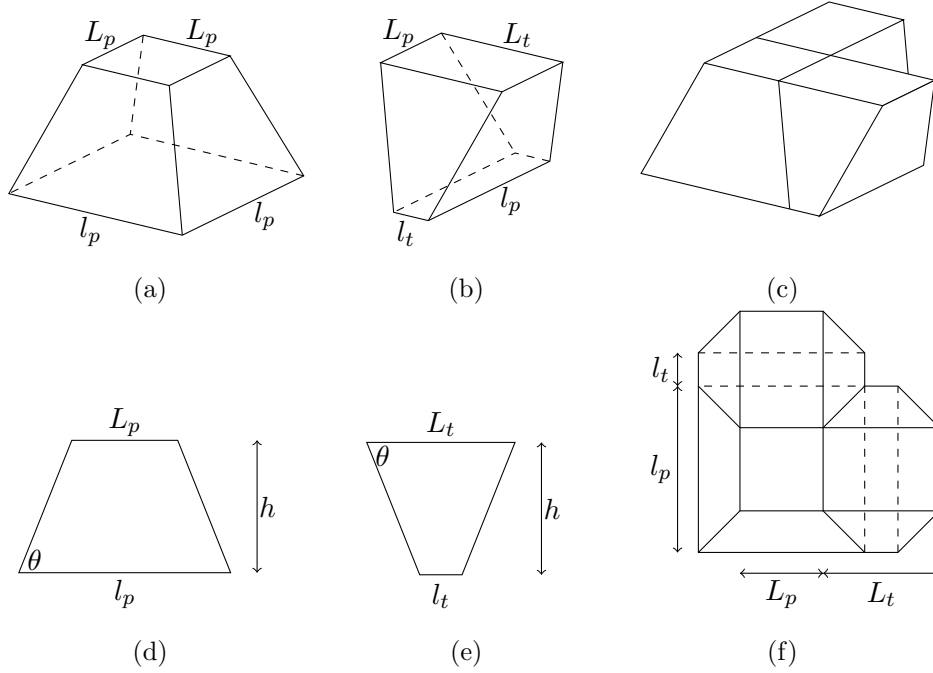 L_p L_p
l_p l_p
(a)
L_p L_t
l_t l_p
(b)
(c)
L_p
θ
h
l_p
(d)
L_t
θ
h
l_t
(e)
l_t
l_p
L_p L_t
(f)